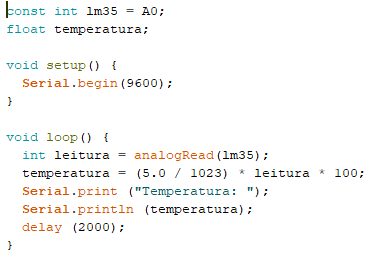 const int lm35 = A0;
float temperatura;

void setup() {
  Serial.begin(9600);
}

void loop() {
  int leitura = analogRead(lm35);
  temperatura = (5.0 / 1023) * leitura * 100;
  Serial.print ("Temperatura: ");
  Serial.println (temperatura);
  delay (2000);
}